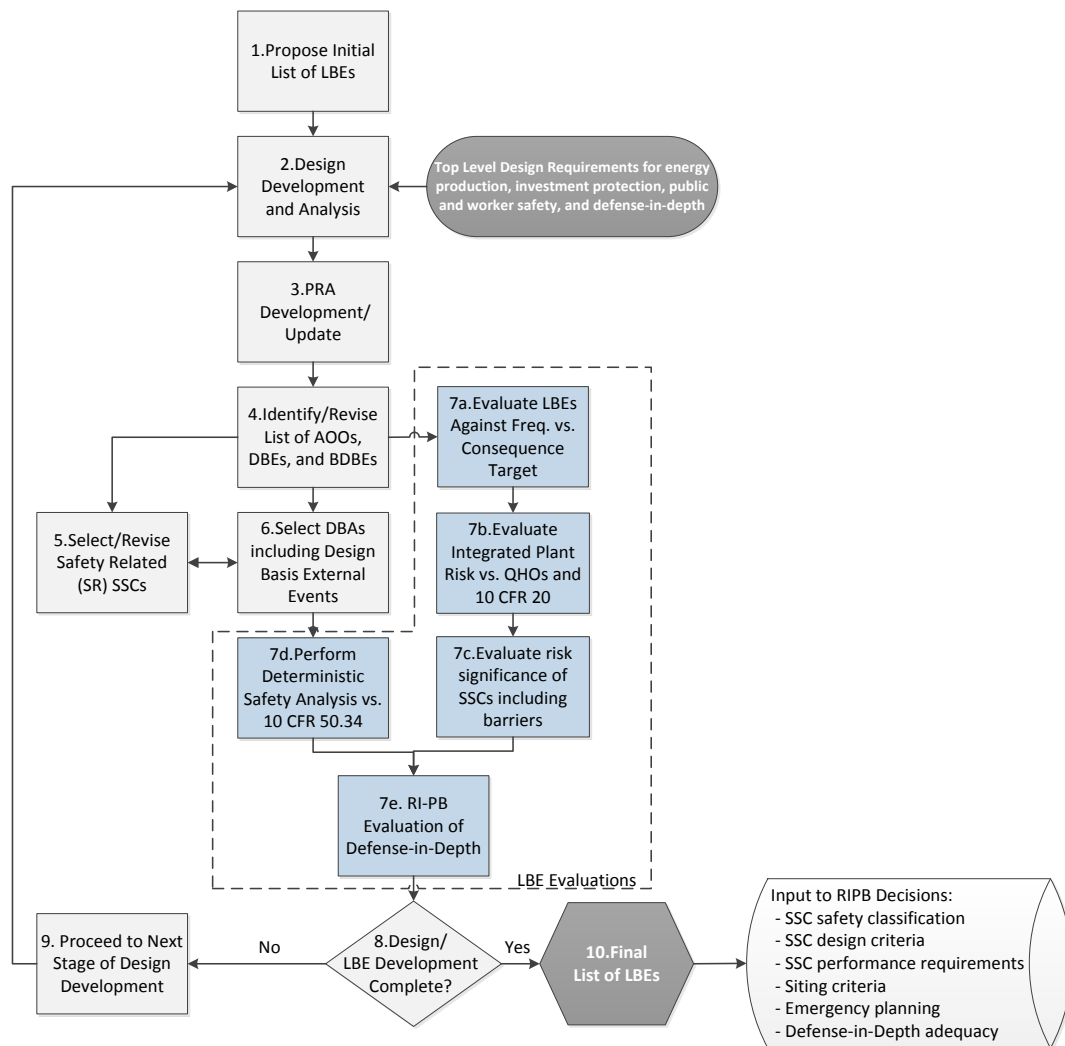 1.Propose Initial
List of LBEs
2.Design
Development
and Analysis
Top Level Design Requirements for energy
production, investment protection, public
and worker safety, and defense-in-depth
3.PRA
Development/
Update
4.Identify/Revise
List of AOOs,
DBEs, and BDBEs
7a.Evaluate LBEs
Against Freq. vs.
Consequence
Target
5.Select/Revise
Safety Related
(SR) SSCs
6.Select DBAs
including Design
Basis External
Events
7b.Evaluate
Integrated Plant
Risk vs. QHOs and
10 CFR 20
7d.Perform
Deterministic
Safety Analysis vs.
10 CFR 50.34
7c.Evaluate risk
significance of
SSCs including
barriers
7e. RI-PB
Evaluation of
Defense-in-Depth
LBE Evaluations
9. Proceed to Next
Stage of Design
Development
No
8.Design/
LBE Development
Complete?
Yes
10.Final
List of LBEs
Input to RIPB Decisions:
- SSC safety classification
- SSC design criteria
- SSC performance requirements
- Siting criteria
- Emergency planning
- Defense-in-Depth adequacy